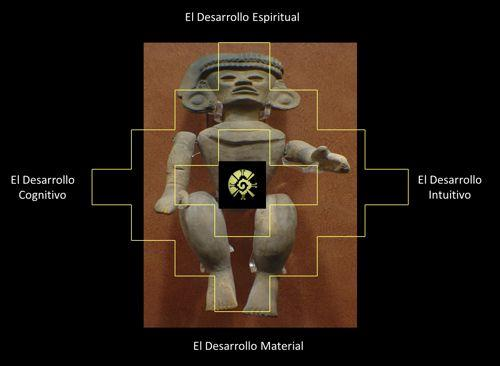 El Desarrollo Espiritual
El Desarrollo
Cognitivo
El Desarrollo
Intuitivo
El Desarrollo Material